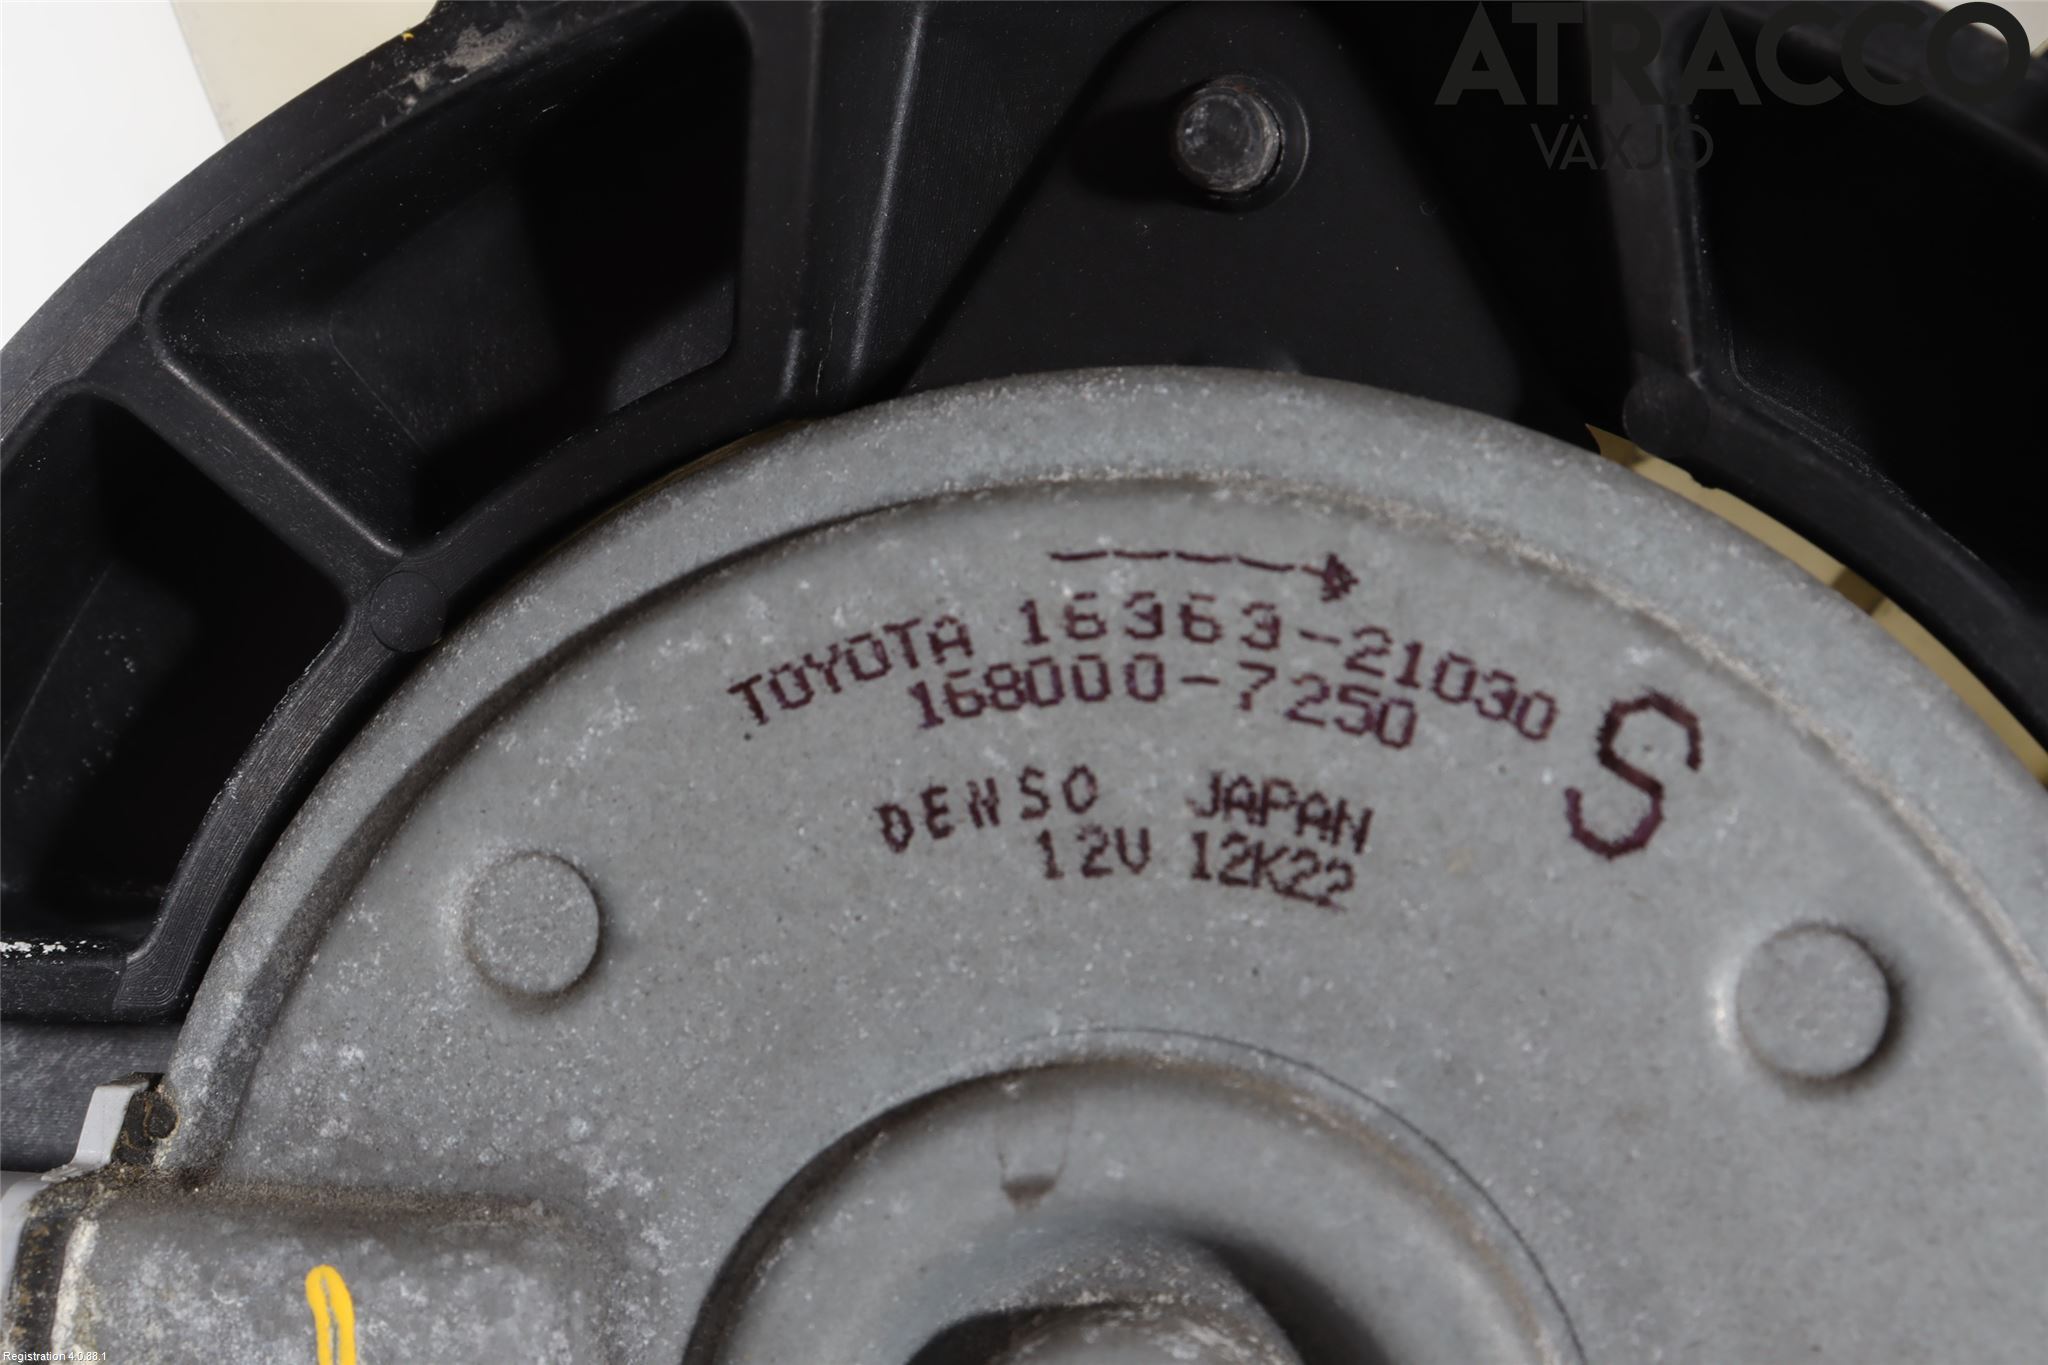 ATRACCO
VÄXJÖ
TOYOTA 16363-21030
168000-7250
S
DENSO JAPAN
12V 12K22
Registration 4.0.88.1